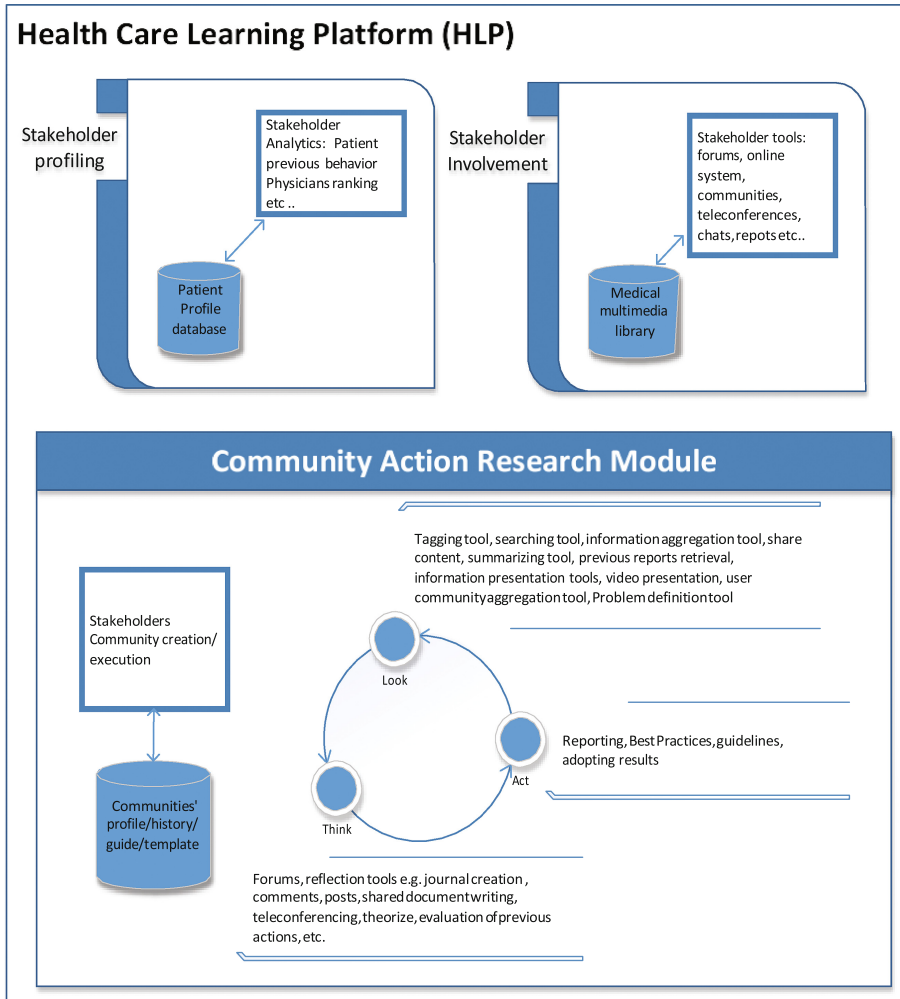 Health Care Learning Platform (HLP)
Stakeholder
profiling
Stakeholder
Analytics: Patient
previous behavior
Physicians ranking
etc ..
Patient
Profile
database
Stakeholder
Involvement
Stakeholder tools:
forums, online
system,
communities,
teleconferences,
chats, repots etc..
Medical
multimedia
library
Community Action Research Module
Tagging tool, searching tool, information aggregation tool, share
content, summarizing tool, previous reports retrieval,
information presentation tools, video presentation, user
community aggregation tool, Problem definition tool
Stakeholders
Community creation/
execution
Look
Reporting, Best Practices, guidelines,
adopting results
Act
Communities'
profile/history/
guide/template
Think
Forums, reflection tools e.g. journal creation ,
comments, posts, shared document writing,
teleconferencing, theorize, evaluation of previous
actions, etc.